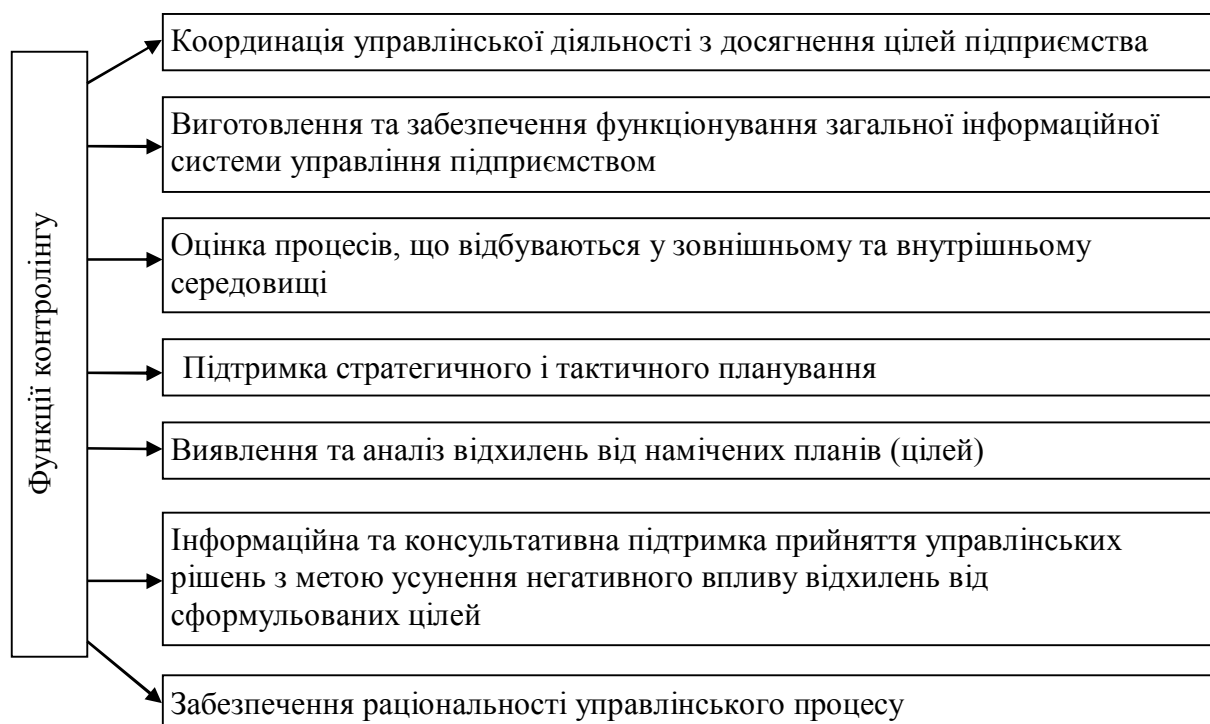 Функції контролінгу
Координація управлінської діяльності з досягнення цілей підприємства
Виготовлення та забезпечення функціонування загальної інформаційної
системи управління підприємством
Оцінка процесів, що відбуваються у зовнішньому та внутрішньому
середовищі
Підтримка стратегичного і тактичного планування
Виявлення та аналіз відхилень від намічених планів (цілей)
Інформаційна та консультативна підтримка прийняття управлінських
рішень з метою усунення негативного впливу відхилень від
сформульованих цілей
Забезпечення раціональності управлінського процесу